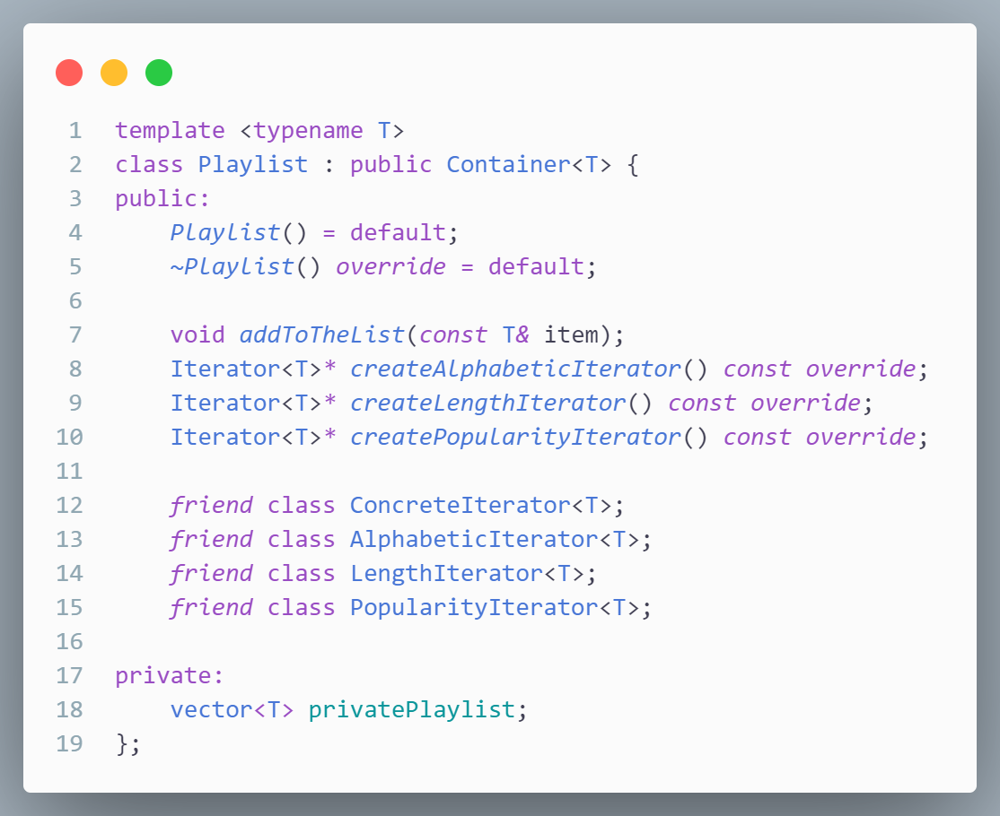 1 template <typename T>
2 class Playlist : public Container<T> {
3 public:
4     Playlist() = default;
5     ~Playlist() override = default;
6
7     void addToTheList(const T& item);
8     Iterator<T>* createAlphabeticIterator() const override;
9     Iterator<T>* createLengthIterator() const override;
10     Iterator<T>* createPopularityIterator() const override;
11
12     friend class ConcreteIterator<T>;
13     friend class AlphabeticIterator<T>;
14     friend class LengthIterator<T>;
15     friend class PopularityIterator<T>;
16
17 private:
18     vector<T> privatePlaylist;
19 };